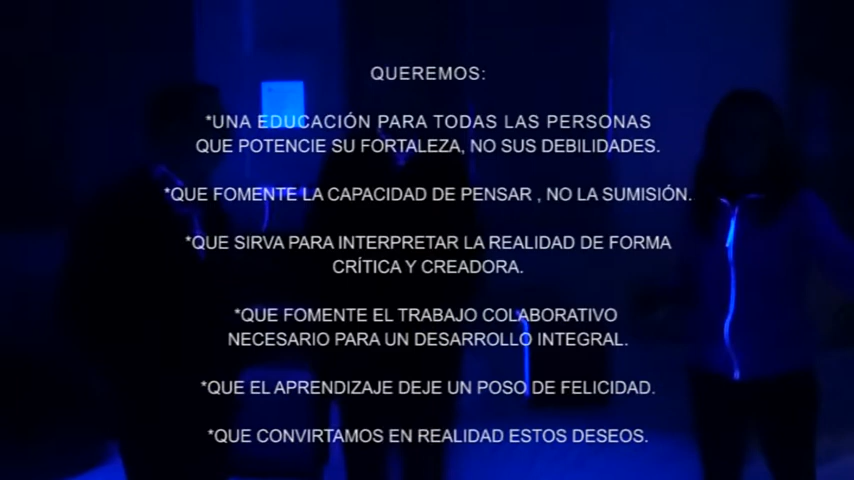 QUEREMOS:
*UNA EDUCACIÓN PARA TODAS LAS PERSONAS
QUE POTENCIE SU FORTALEZA, NO SUS DEBILIDADES.
*QUE FOMENTE LA CAPACIDAD DE PENSAR , NO LA SUMISIÓN.
*QUE SIRVA PARA INTERPRETAR LA REALIDAD DE FORMA
CRÍTICA Y CREADORA.
*QUE FOMENTE EL TRABAJO COLABORATIVO
NECESARIO PARA UN DESARROLLO INTEGRAL.
*QUE EL APRENDIZAJE DEJE UN POSO DE FELICIDAD.
*QUE CONVIRTAMOS EN REALIDAD ESTOS DESEOS.